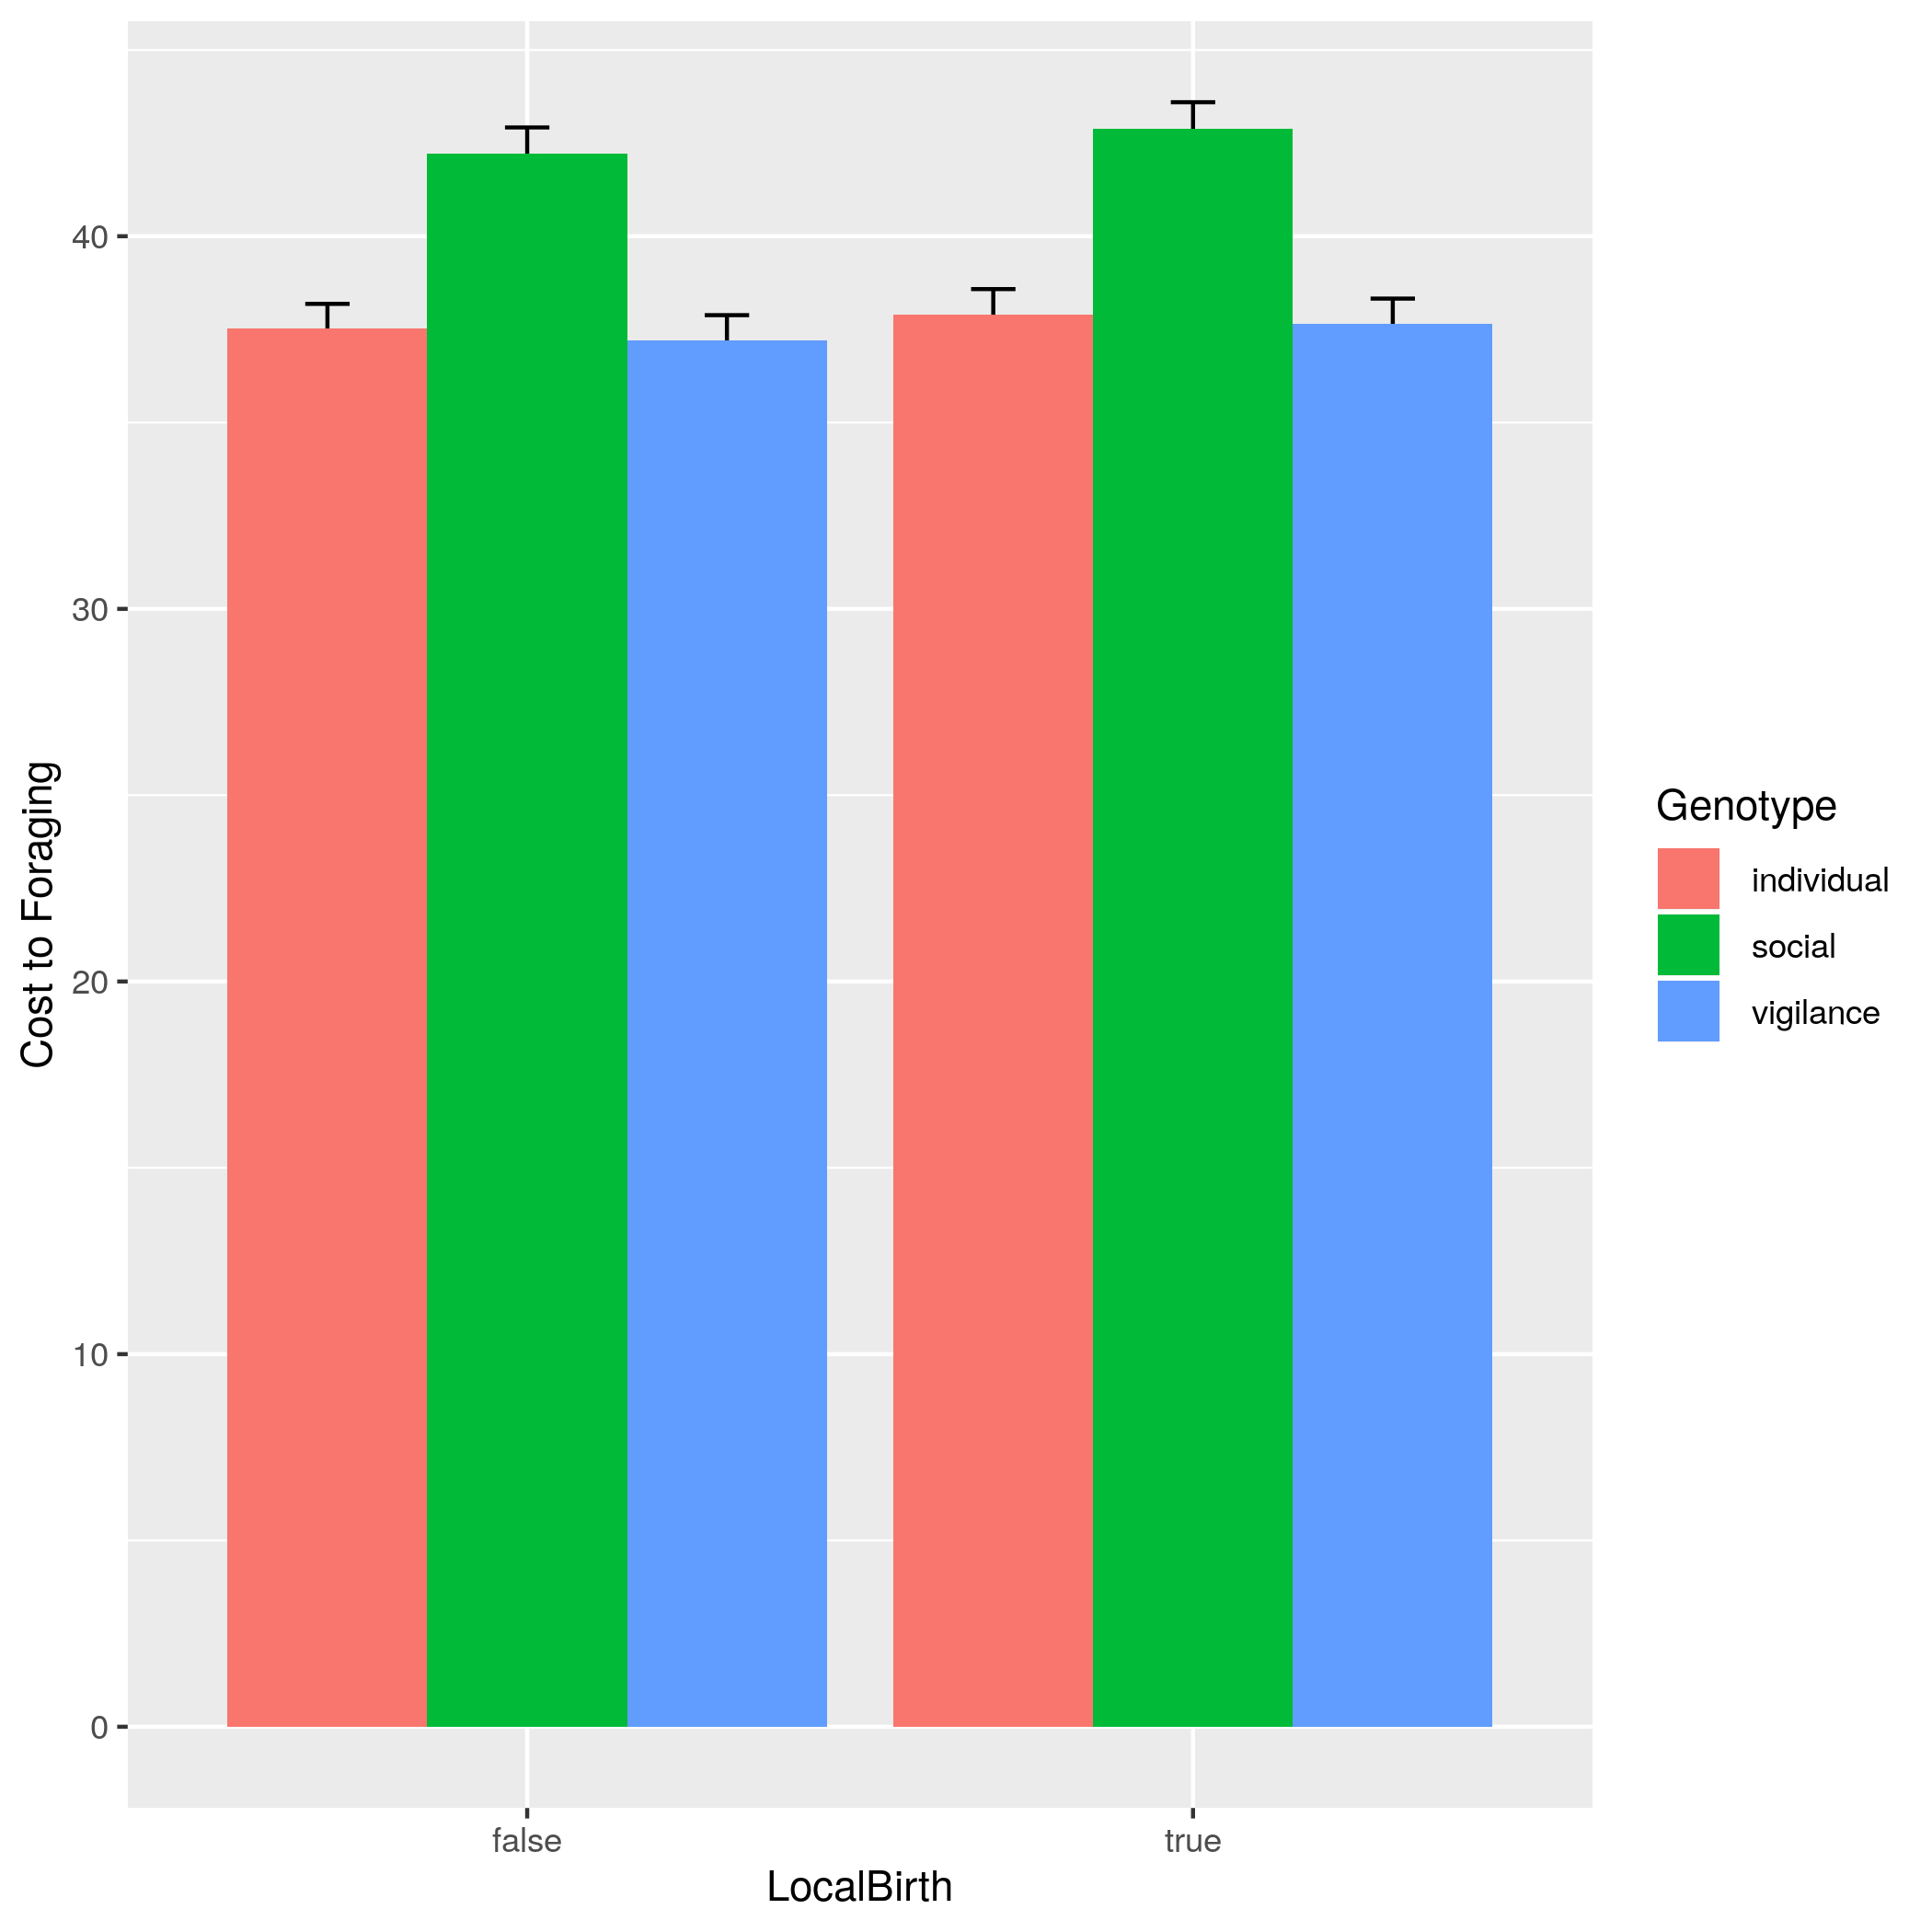 Cost to Foraging
40
30
20
10
0
false
true
LocalBirth
Genotype
individual
social
vigilance